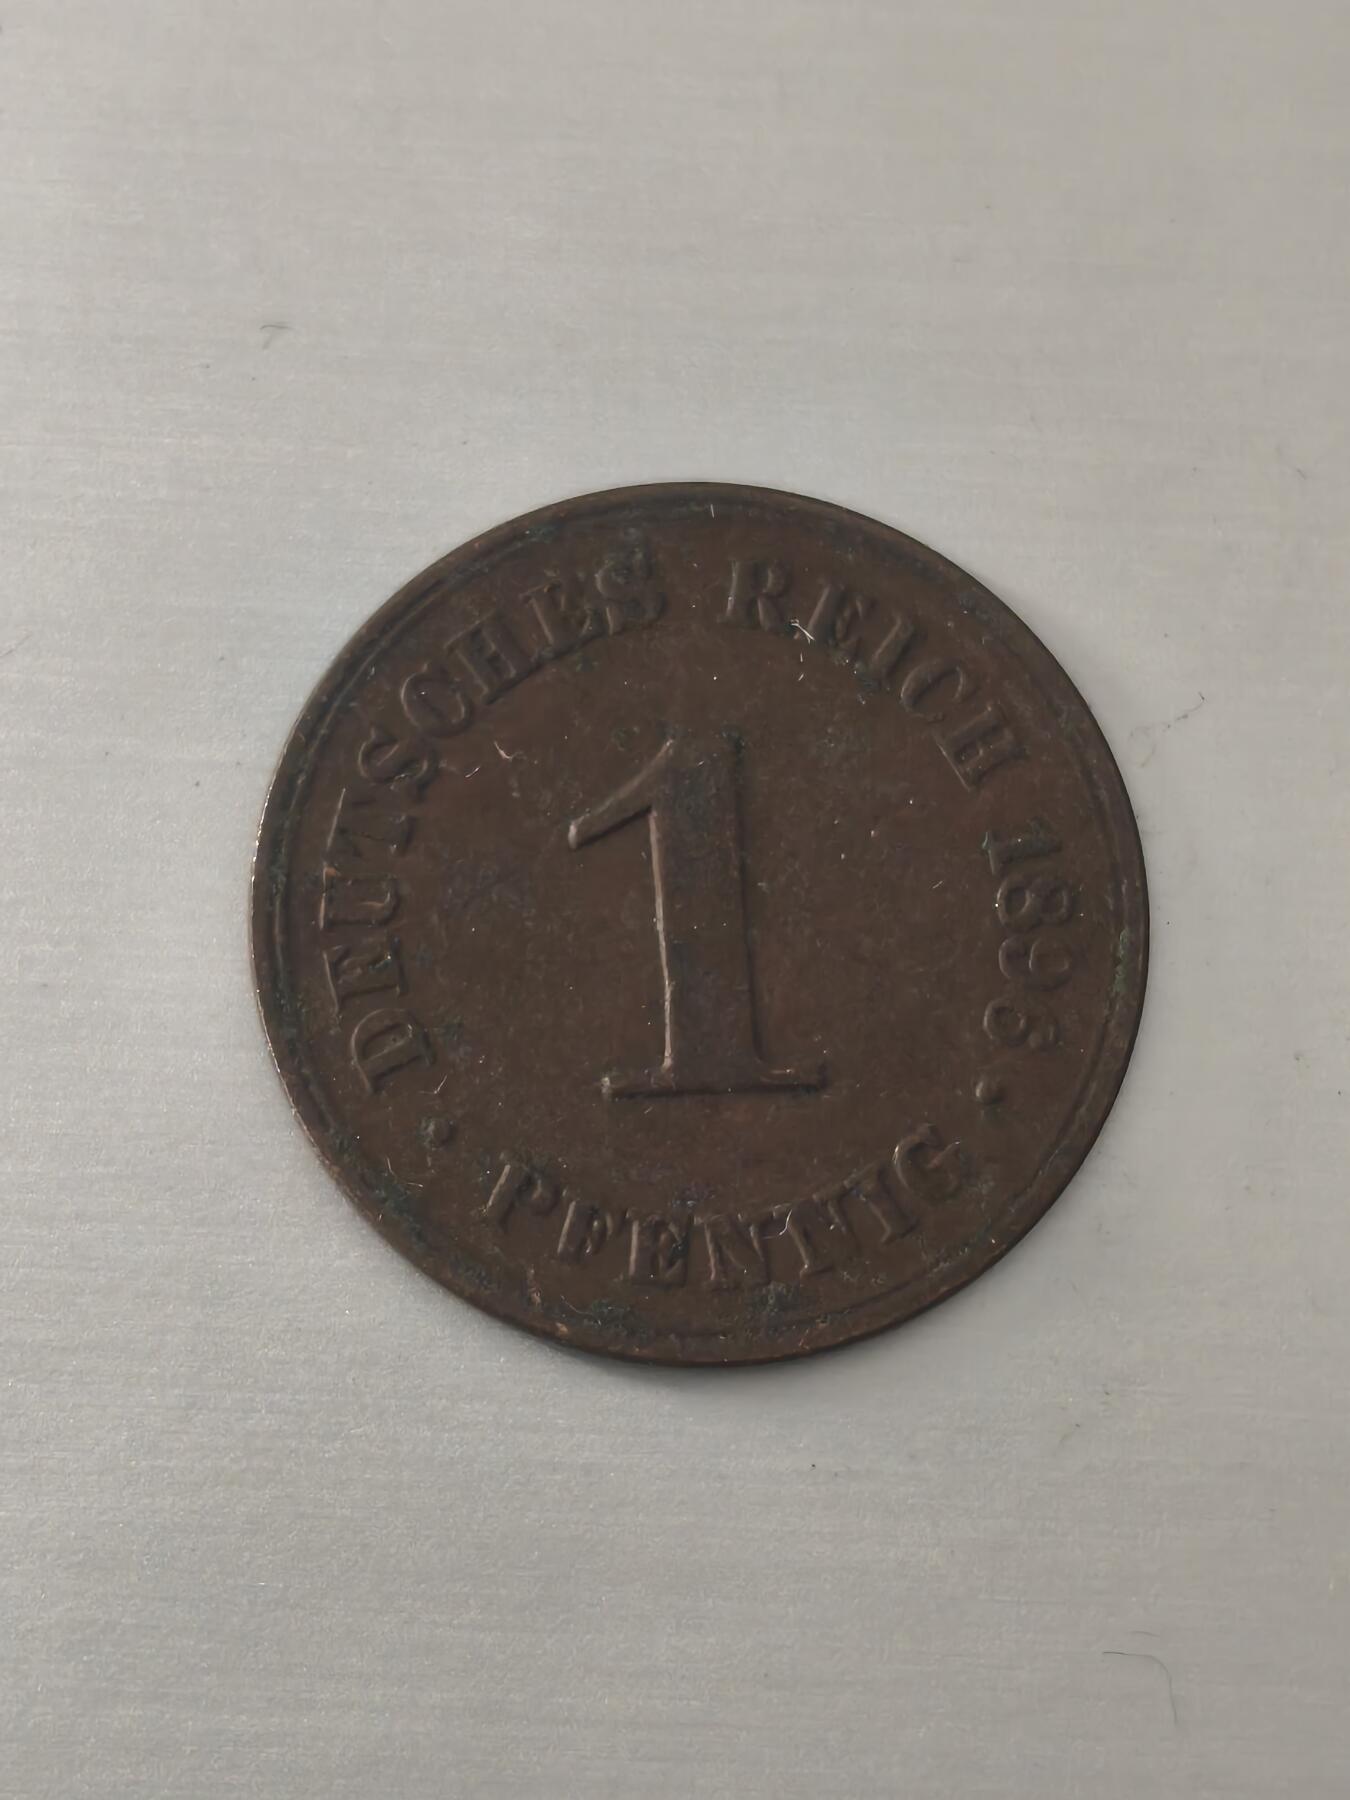 DEUTSCHES REICH 1896
1
PFENNIG